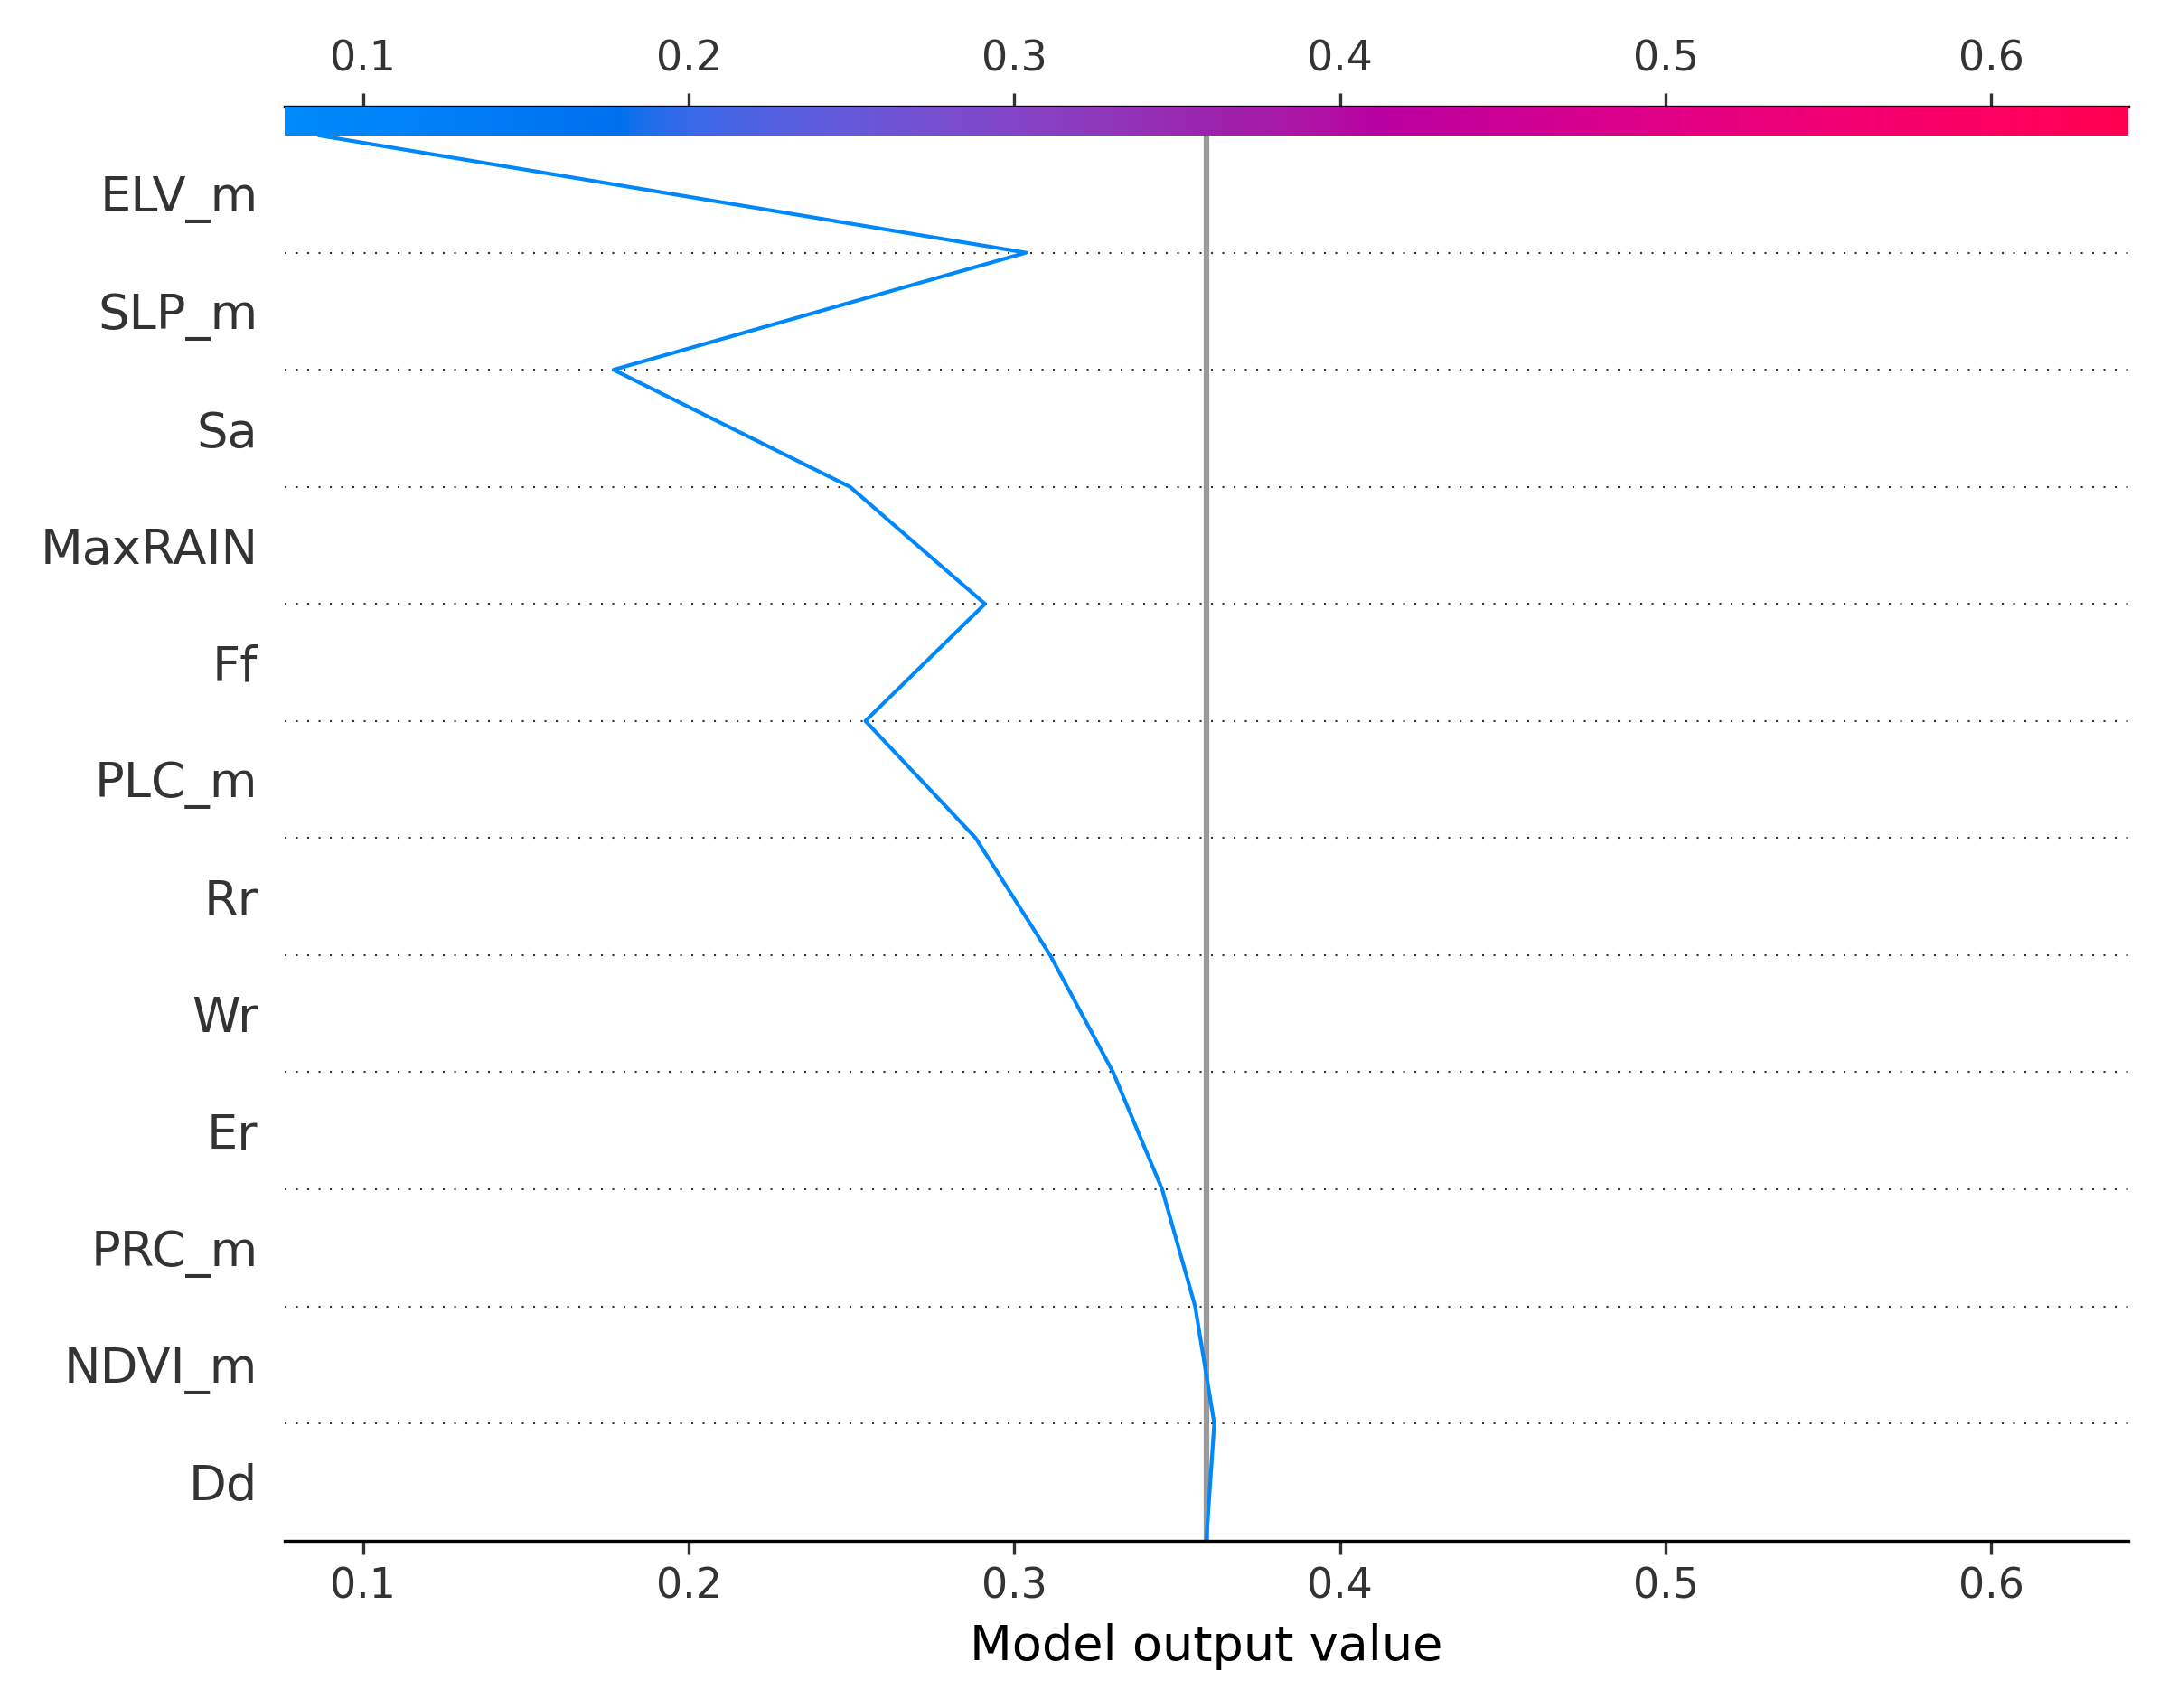 0.1 0.2 0.3 0.4 0.5 0.6
ELV_m
SLP_m
Sa
MaxRAIN
Ff
PLC_m
Rr
Wr
Er
PRC_m
NDVI_m
Dd
0.1 0.2 0.3 0.4 0.5 0.6
Model output value